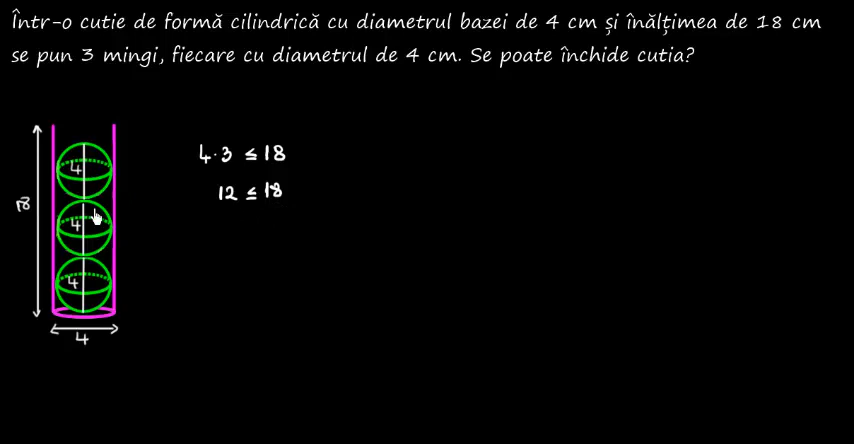 Într-o cutie de formă cilindrică cu diametrul bazei de 4 cm și înălțimea de 18 cm
se pun 3 mingi, fiecare cu diametrul de 4 cm. Se poate închide cutia?
4·3 ≤ 18
12 ≤ 18
18
4
4
4
4